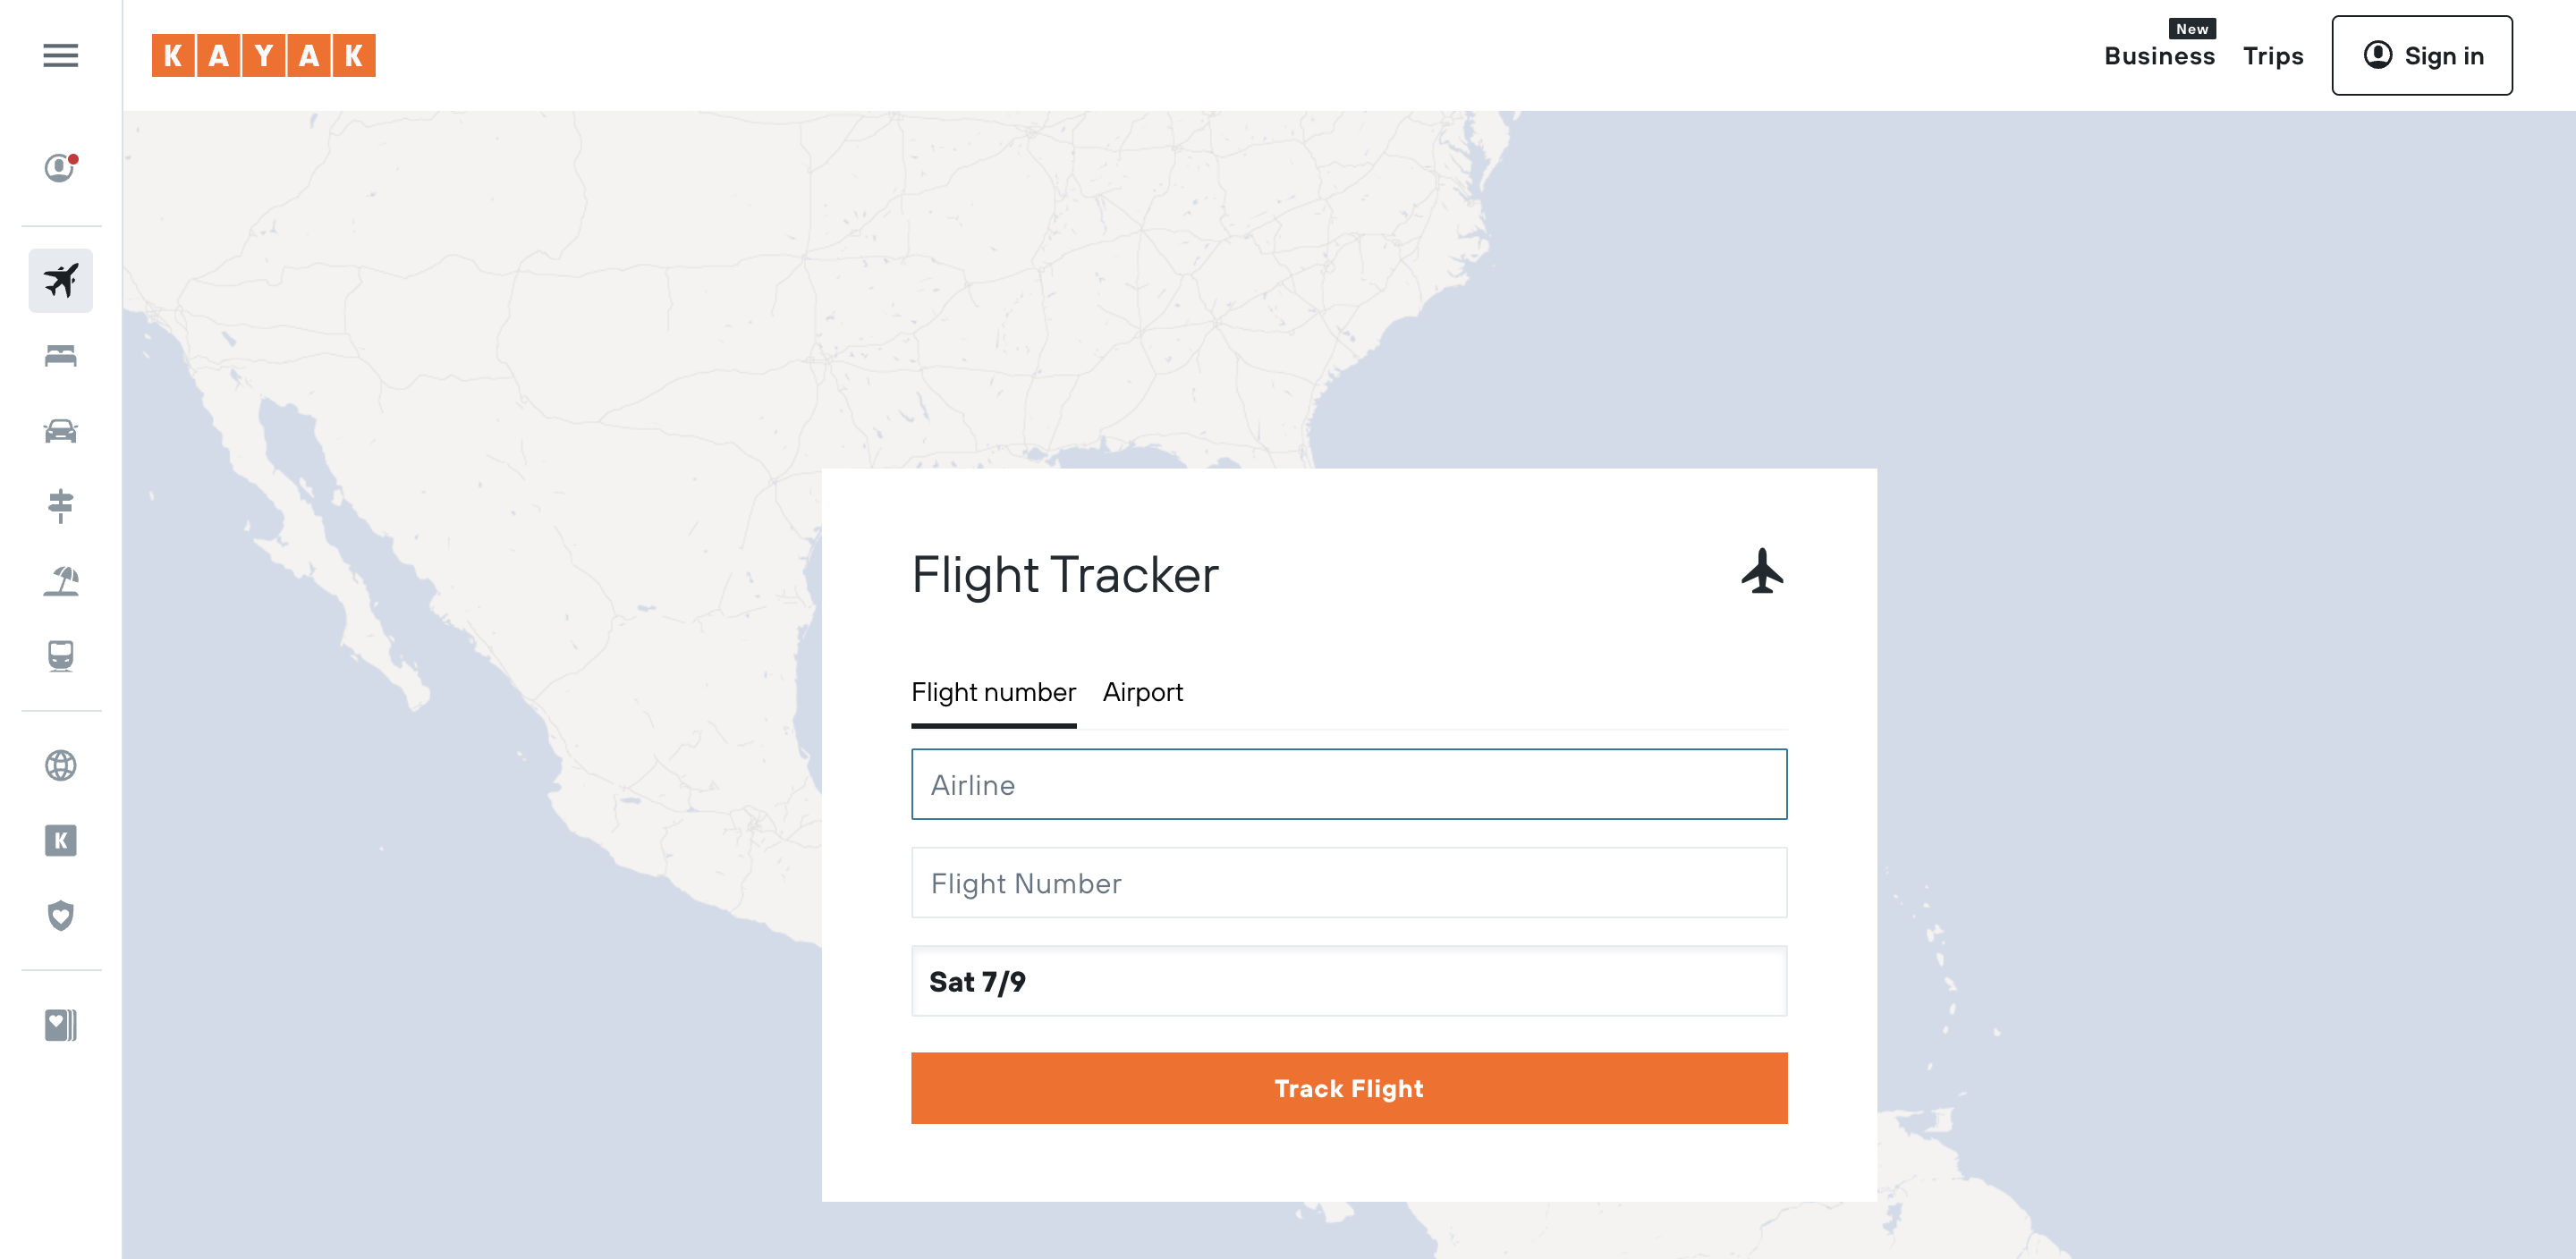 KAYAK
New
Business Trips Sign in
Flight Tracker
Flight number Airport
Airline
Flight Number
Sat 7/9
Track Flight
K